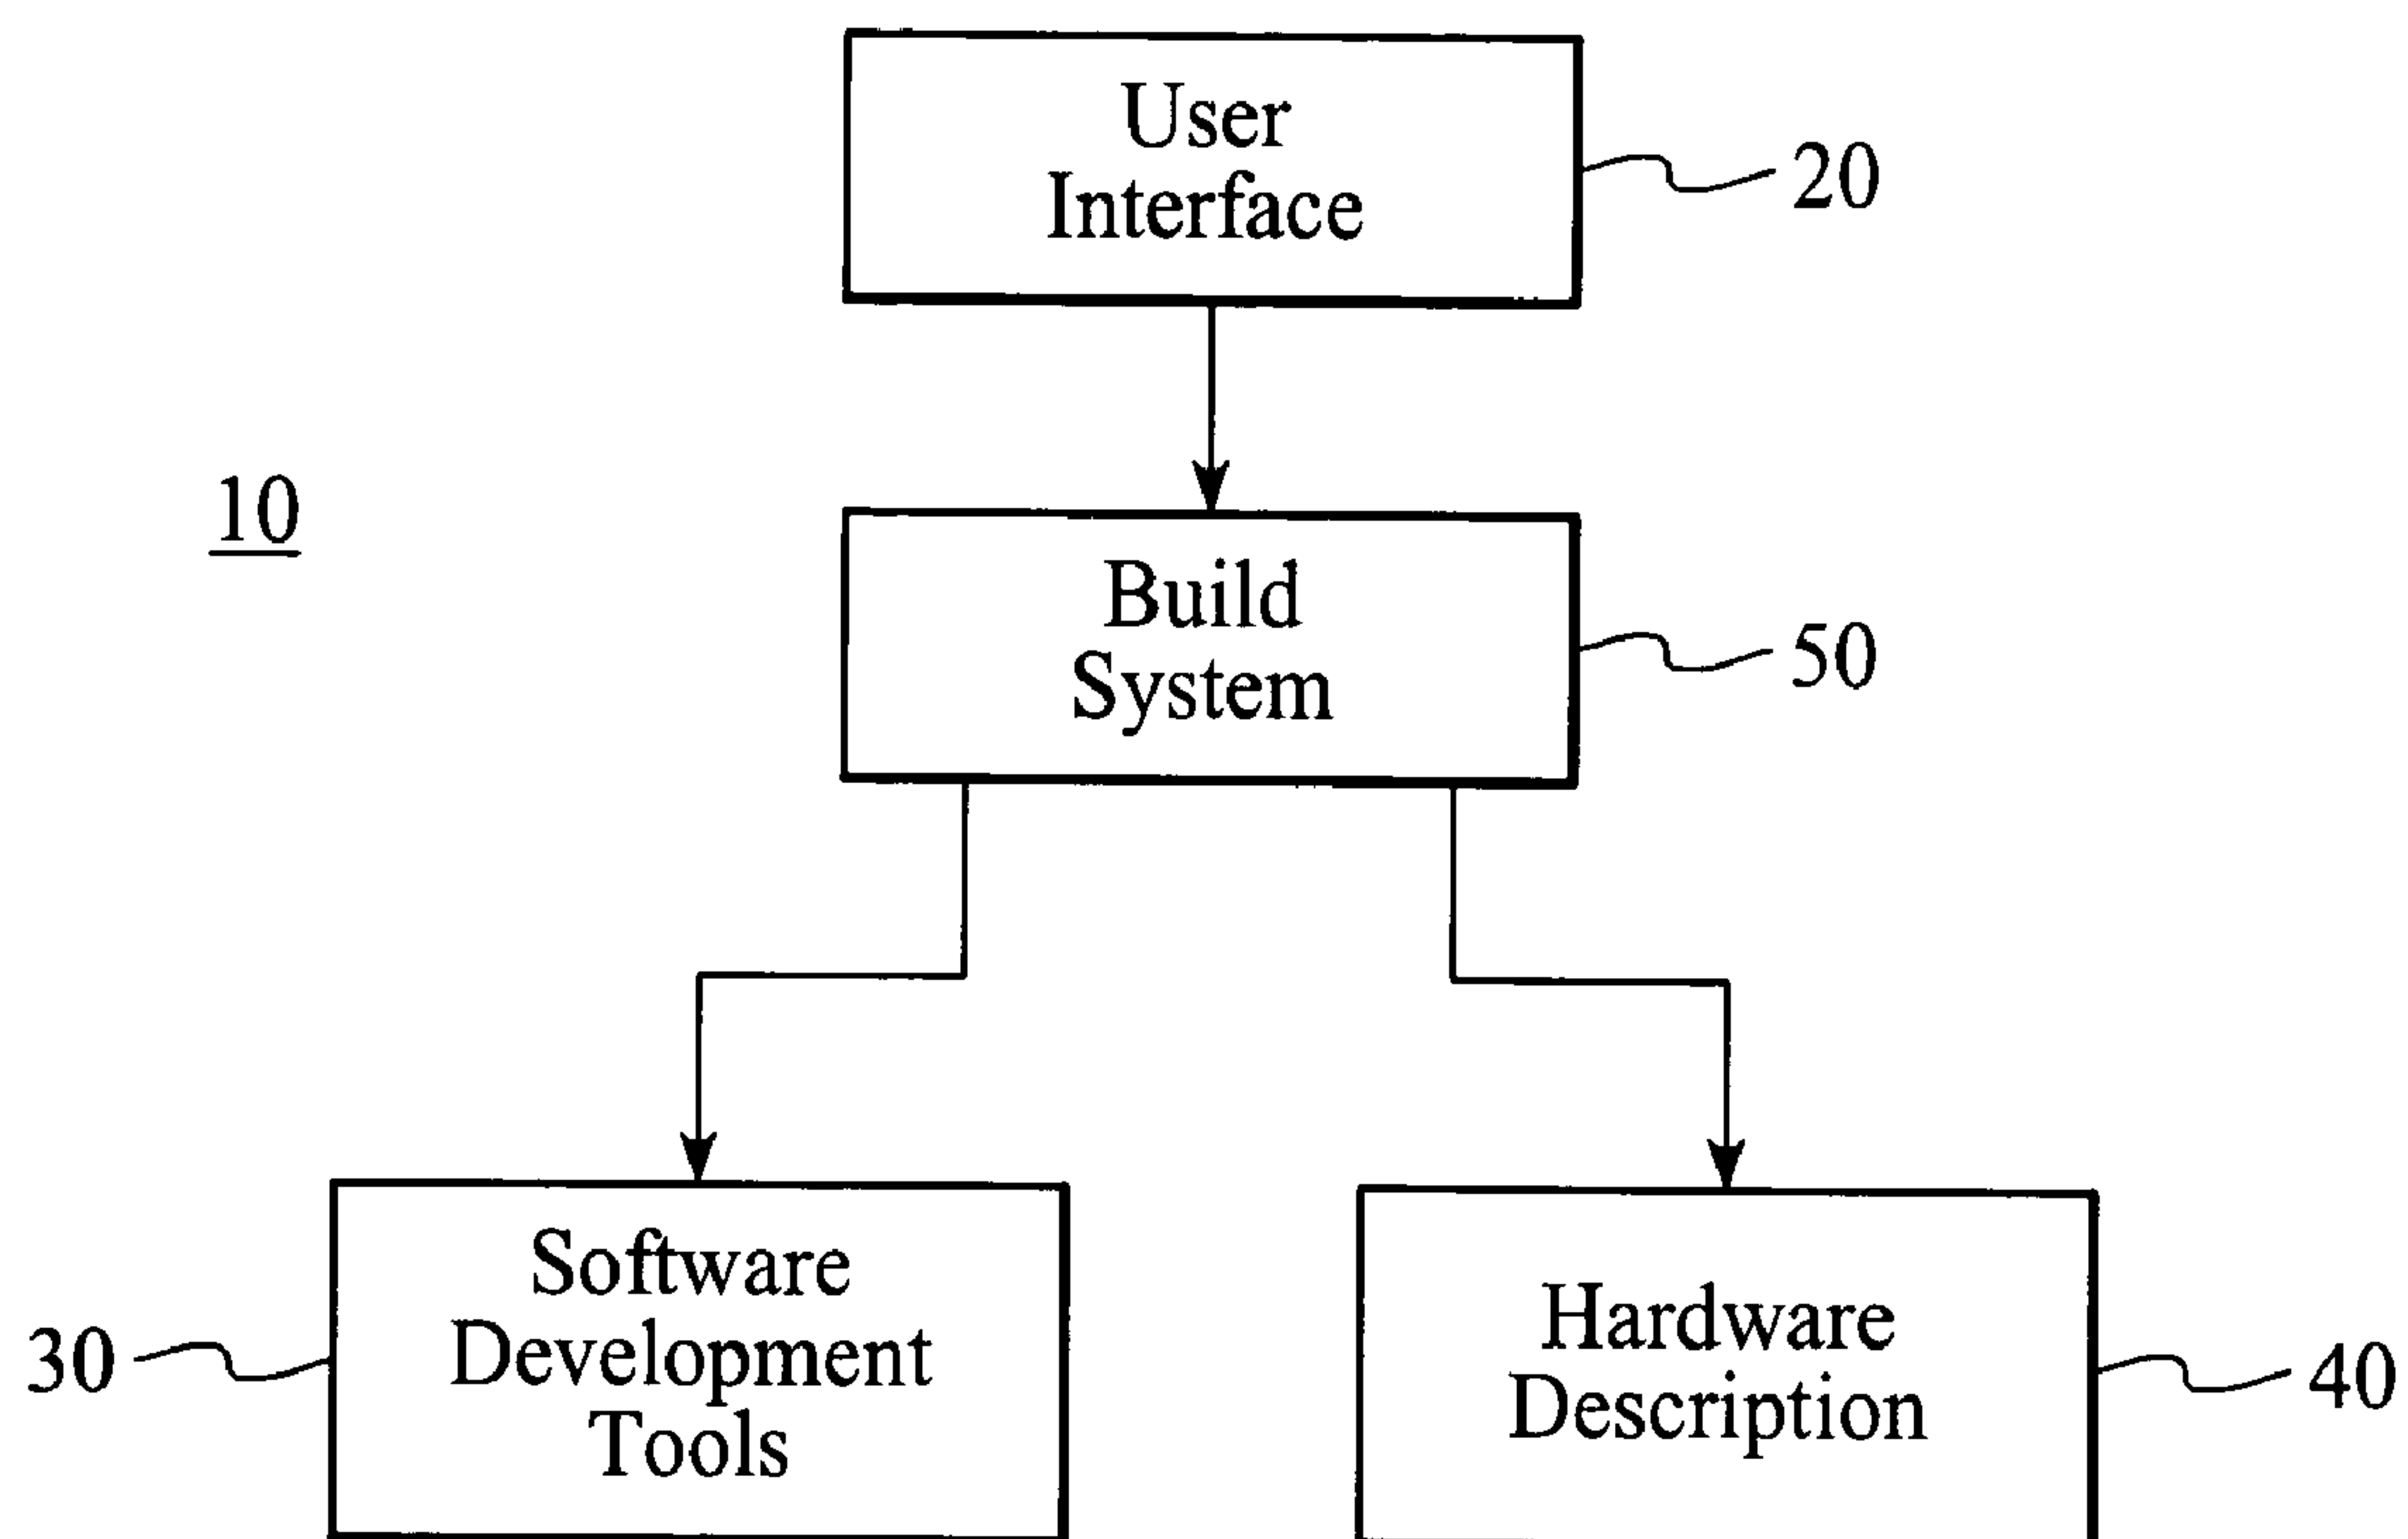 User
Interface
20
10
Build
System
50
Software
Development
Tools
30
Hardware
Description
40